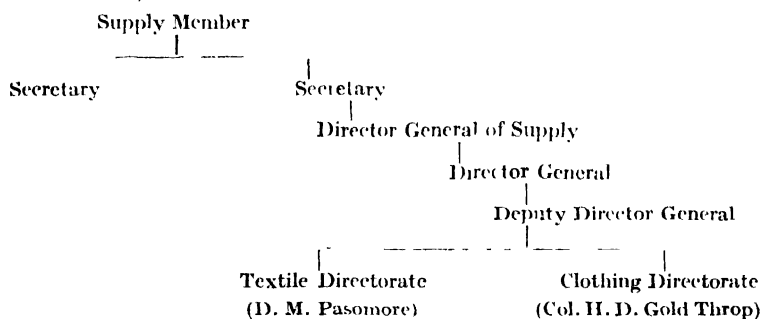 Supply Member
Secretary Secretary
Director General of Supply
Director General
Deputy Director General
Textile Directorate Clothing Directorate
(D. M. Pasomore) (Col. H. D. Gold Throp)